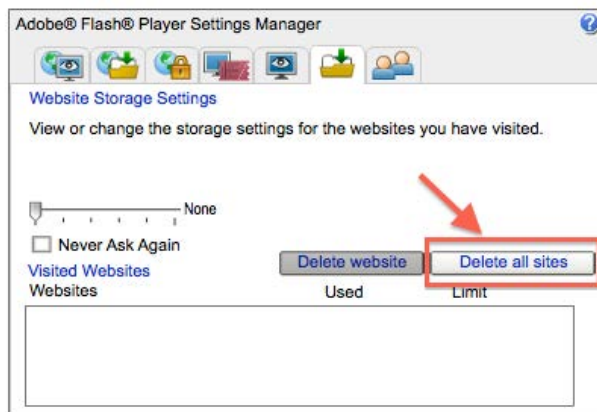 Adobe® Flash® Player Settings Manager
?
Website Storage Settings
View or change the storage settings for the websites you have visited.
None
Never Ask Again
Delete website
Delete all sites
Visited Websites
Websites
Used
Limit